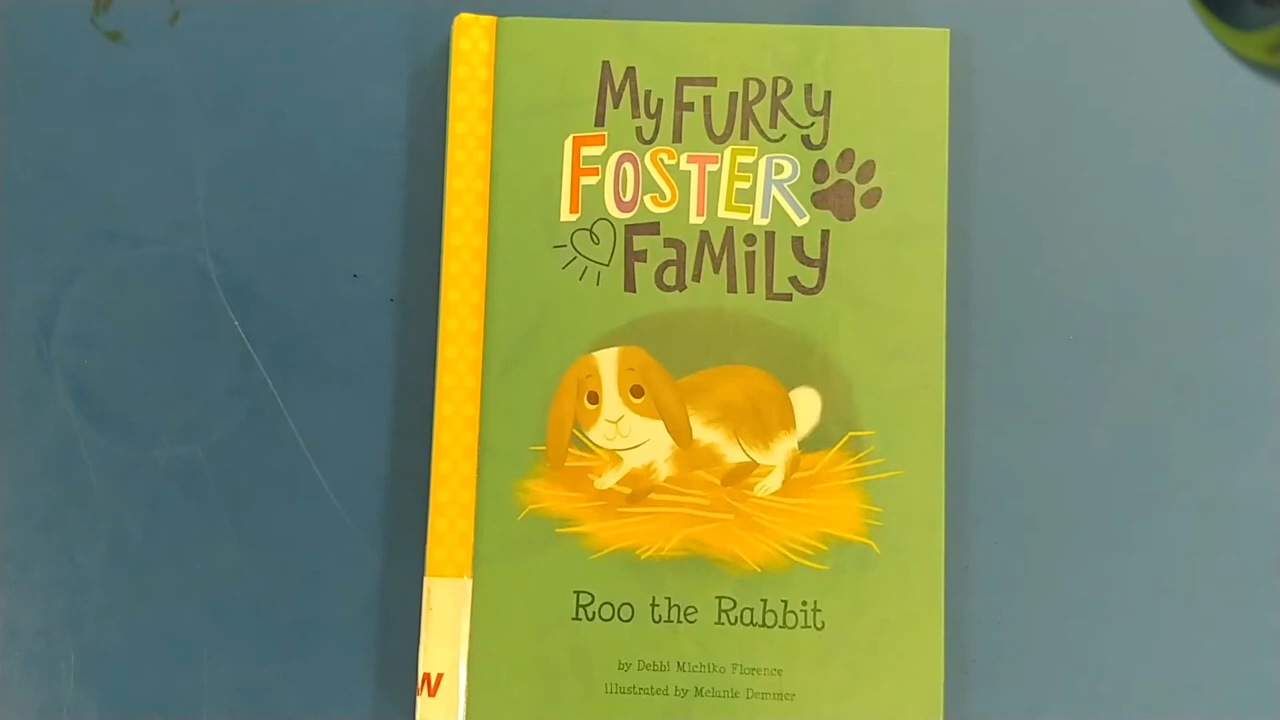 My FURRY
FOSTER
FaMiLy
Roo the Rabbit
by Debbi Michiko Florence
illustrated by Melanie Demmer
W